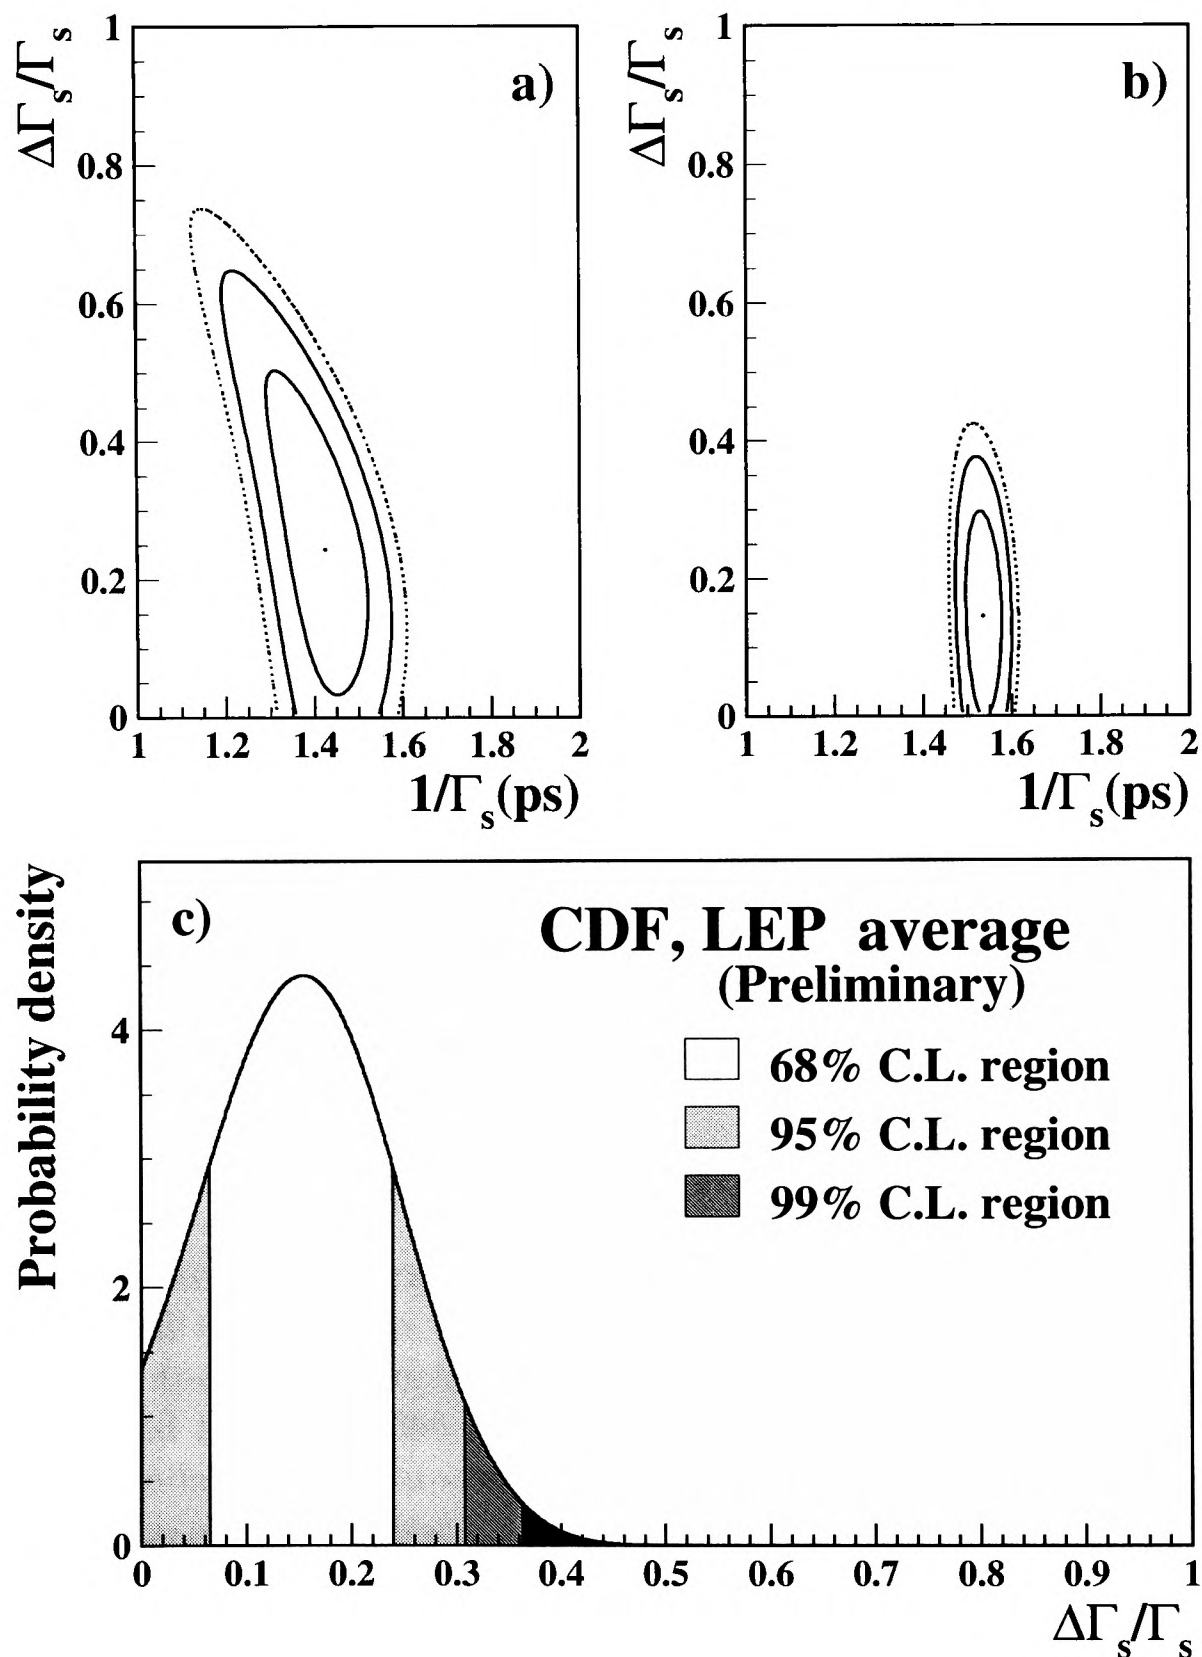 ΔΓs/Γs
1
0.8
0.6
0.4
0.2
0
a)
1 1.2 1.4 1.6 1.8 2
1/Γs(ps)
ΔΓs/Γs
1
0.8
0.6
0.4
0.2
0
b)
1 1.2 1.4 1.6 1.8 2
1/Γs(ps)
Probability density
4
2
0
c)
CDF, LEP average
(Preliminary)
68% C.L. region
95% C.L. region
99% C.L. region
0 0.1 0.2 0.3 0.4 0.5 0.6 0.7 0.8 0.9 1
ΔΓs/Γs